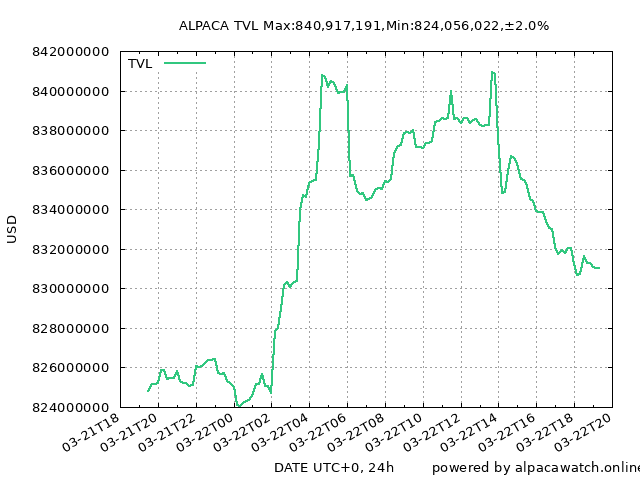 ALPACA TVL Max:840,917,191,Min:824,056,022,±2.0%
TVL
842000000
840000000
838000000
836000000
834000000
832000000
830000000
828000000
826000000
824000000
USD
03-21T18
03-21T20
03-21T22
03-22T00
03-22T02
03-22T04
03-22T06
03-22T08
03-22T10
03-22T12
03-22T14
03-22T16
03-22T18
03-22T20
DATE UTC+0, 24h
powered by alpacawatch.online